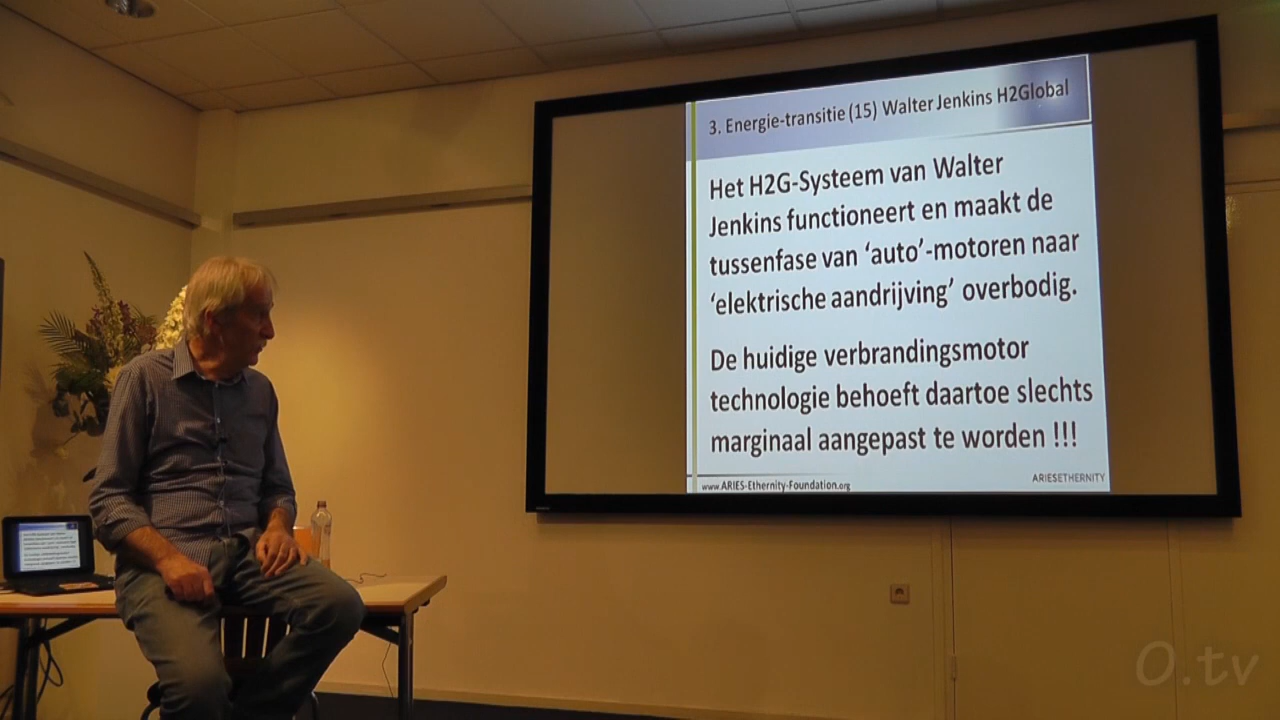 3. Energie-transitie (15) Walter Jenkins H2Global
Het H2G-Systeem van Walter
Jenkins functioneert en maakt de
tussenfase van ‘auto’-motoren naar
‘elektrische aandrijving’ overbodig.
De huidige verbrandingsmotor
technologie behoeft daartoe slechts
marginaal aangepast te worden !!!
www.ARIES-Ethernity-Foundation.org
ARIESETHERNITY
O.tv